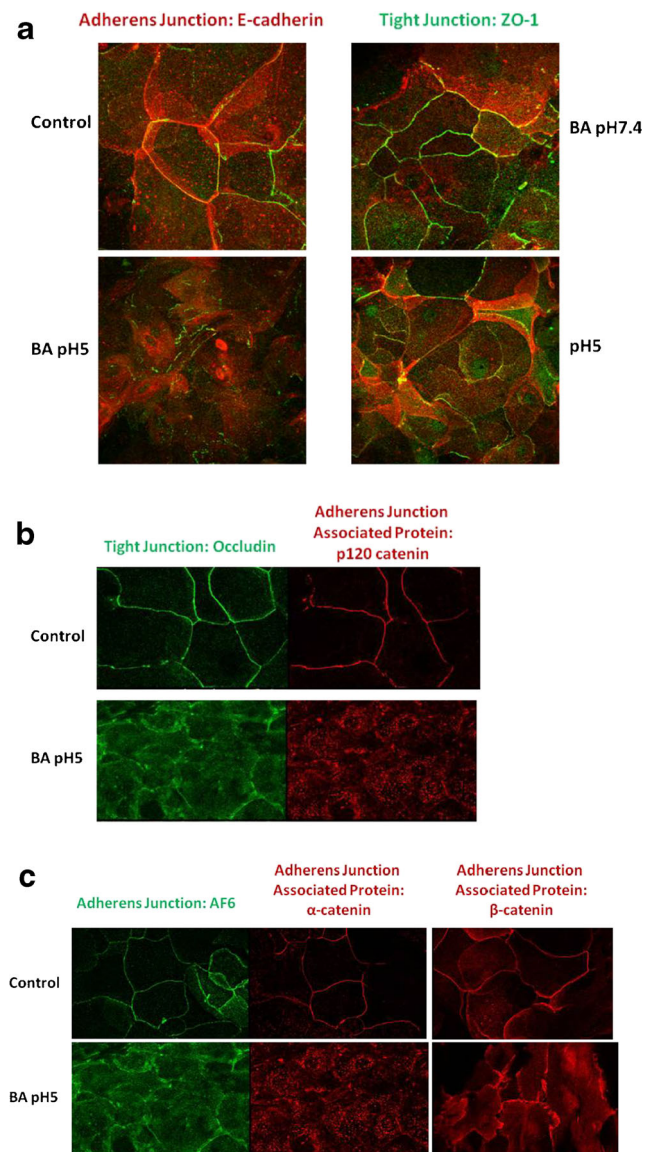 a
Adherens Junction: E-cadherin
Tight Junction: ZO-1
Control
BA pH7.4
BA pH5
pH5
b
Tight Junction: Occludin
Adherens Junction
Associated Protein:
p120 catenin
Control
BA pH5
c
Adherens Junction: AF6
Adherens Junction
Associated Protein:
α-catenin
Adherens Junction
Associated Protein:
β-catenin
Control
BA pH5